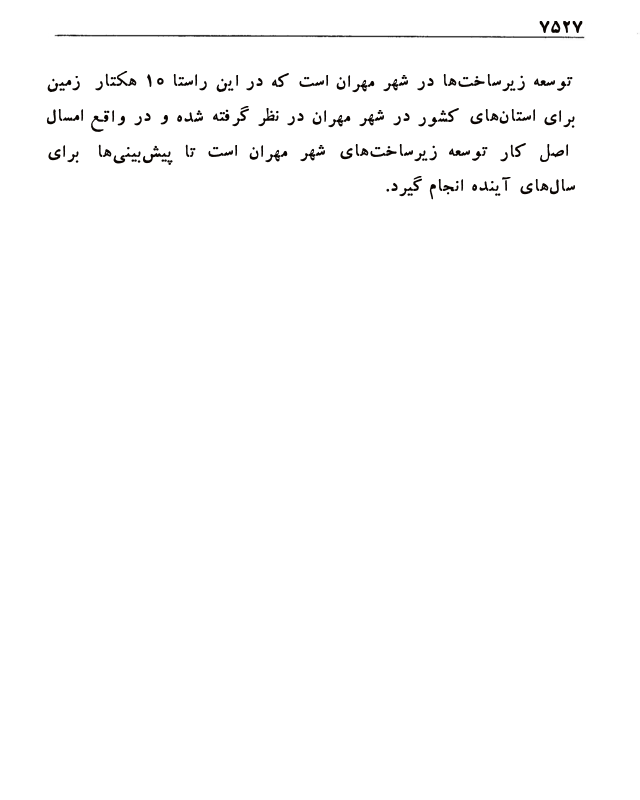 ۷۵۲۷
توسعه زیرساخت‌ها در شهر مهران است که در این راستا ۱۰ هکتار زمین
برای استان‌های کشور در شهر مهران در نظر گرفته شده و در واقع امسال
اصل کار توسعه زیرساخت‌های شهر مهران است تا پیش‌بینی‌ها برای
سال‌های آینده انجام گیرد.